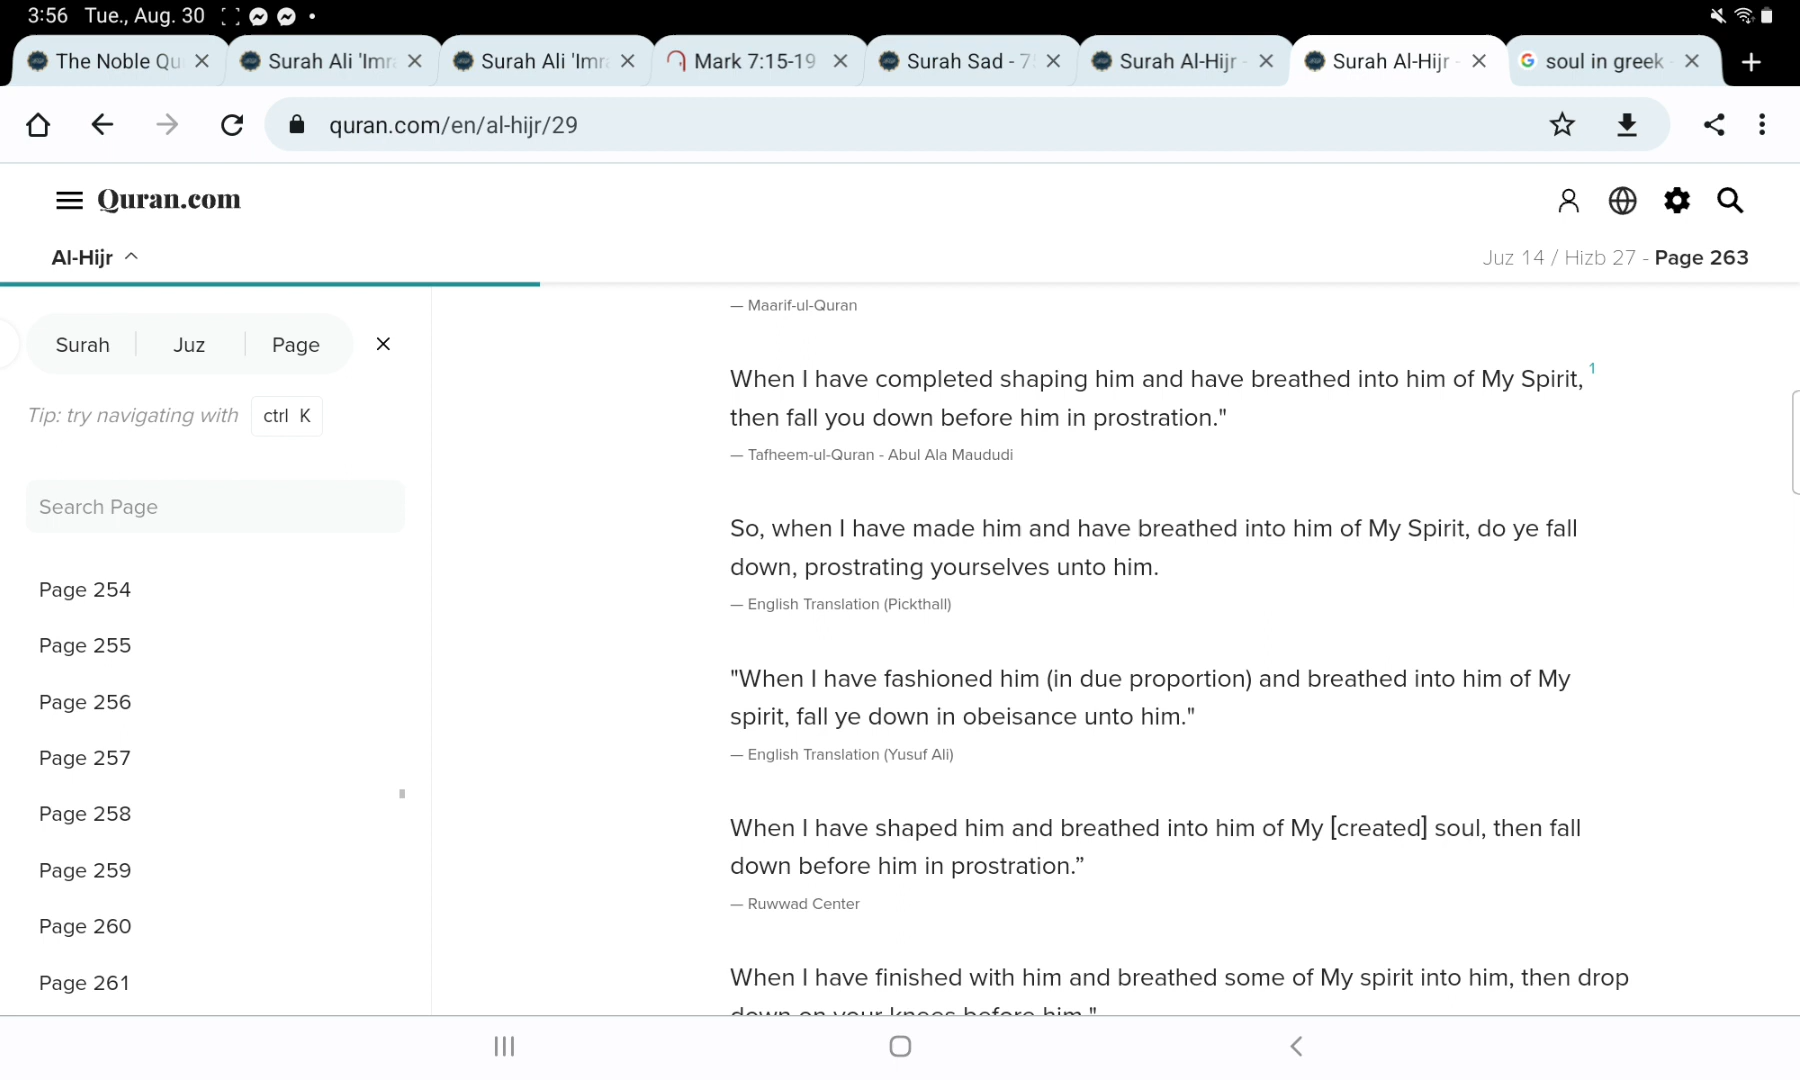 3:56 Tue., Aug. 30
The Noble Qu
Surah Ali 'Imr
Surah Ali 'Imr
Mark 7:15-19
Surah Sad - 7
Surah Al-Hijr -
Surah Al-Hijr -
soul in greek -
quran.com/en/al-hijr/29
Quran.com
Al-Hijr
Juz 14 / Hizb 27 - Page 263
Surah
Juz
Page
Tip: try navigating with ctrl K
Search Page
Page 254
Page 255
Page 256
Page 257
Page 258
Page 259
Page 260
Page 261
— Maarif-ul-Quran
When I have completed shaping him and have breathed into him of My Spirit, 1
then fall you down before him in prostration."
— Tafheem-ul-Quran - Abul Ala Maududi
So, when I have made him and have breathed into him of My Spirit, do ye fall
down, prostrating yourselves unto him.
— English Translation (Pickthall)
"When I have fashioned him (in due proportion) and breathed into him of My
spirit, fall ye down in obeisance unto him."
— English Translation (Yusuf Ali)
When I have shaped him and breathed into him of My [created] soul, then fall
down before him in prostration.”
— Ruwwad Center
When I have finished with him and breathed some of My spirit into him, then drop
down on your knees before him."